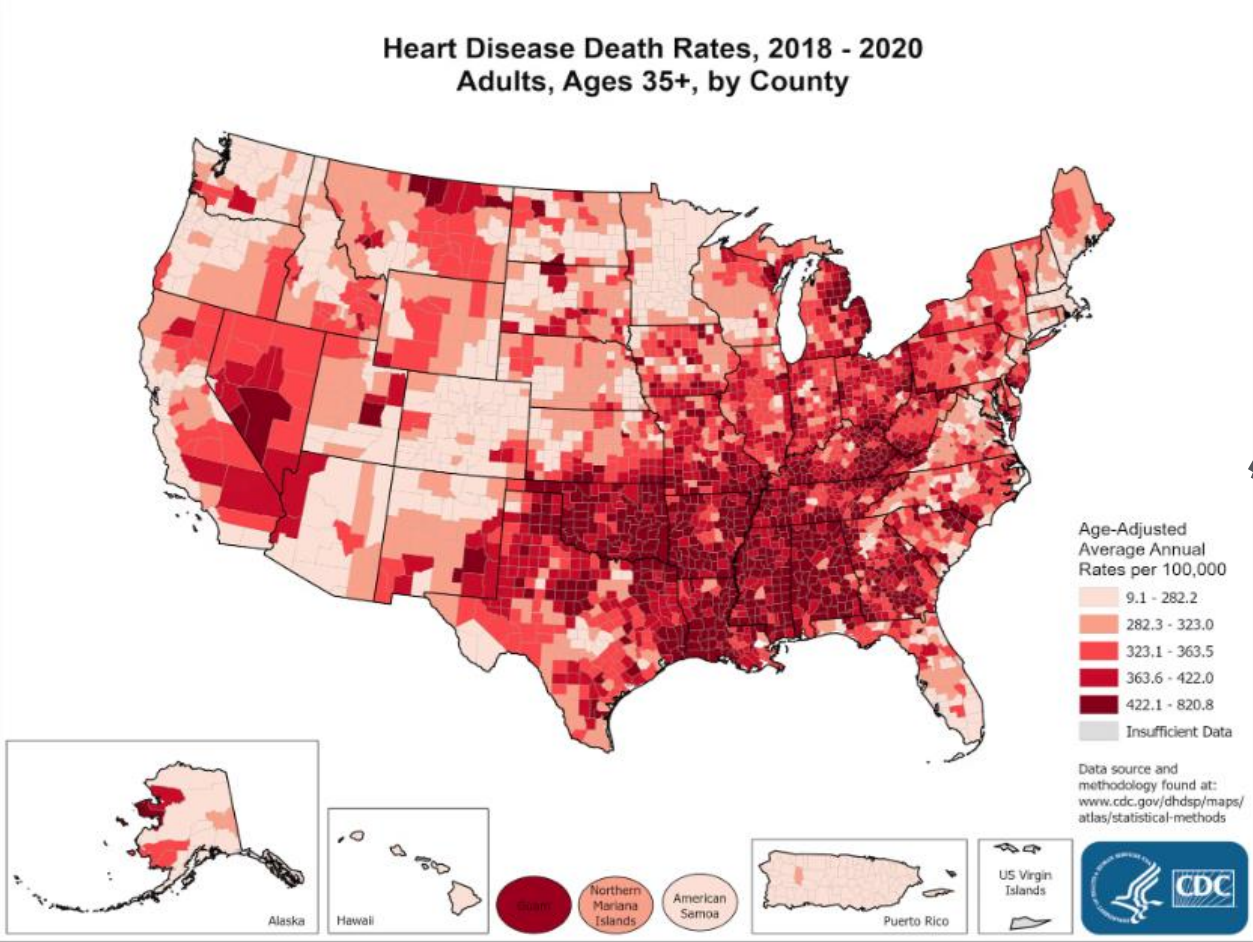 Heart Disease Death Rates, 2018 - 2020
Adults, Ages 35+, by County
Age-Adjusted
Average Annual
Rates per 100,000
9.1 - 282.2
282.3 - 323.0
323.1 - 363.5
363.6 - 422.0
422.1 - 820.8
Insufficient Data
Data source and
methodology found at:
www.cdc.gov/dhdsp/maps/
atlas/statistical-methods
Alaska
Hawaii
Guam
Northern
Mariana
Islands
American
Samoa
Puerto Rico
US Virgin
Islands
CDC